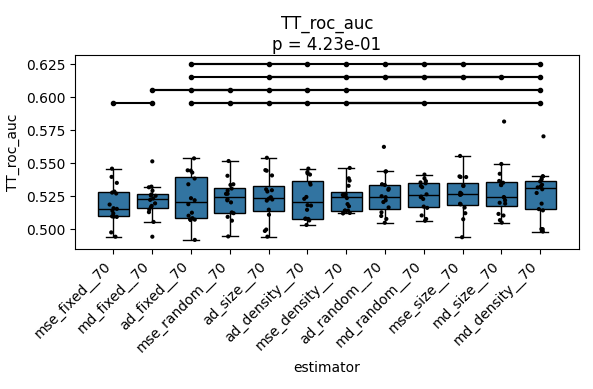 TT_roc_auc
p = 4.23e-01
TT_roc_auc
0.625
0.600
0.575
0.550
0.525
0.500
mse_fixed__70
md_fixed__70
ad_fixed__70
mse_random__70
ad_size__70
ad_density__70
mse_density__70
ad_random__70
md_random__70
mse_size__70
md_size__70
md_density__70
estimator